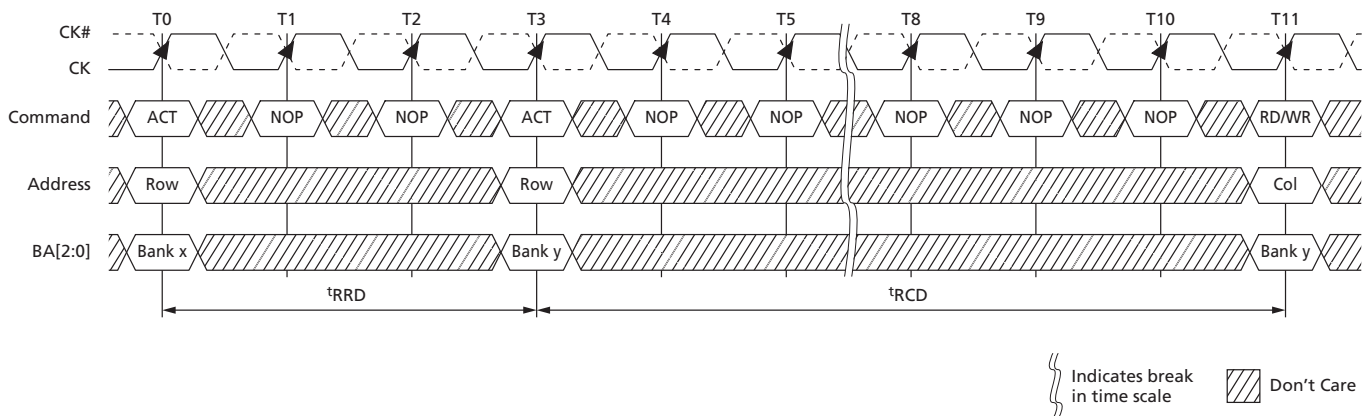 T0 T1 T2 T3 T4 T5 T8 T9 T10 T11
CK#
CK
Command ACT NOP NOP ACT NOP NOP NOP NOP NOP RD/WR
Address Row Row Col
BA[2:0] Bank x Bank y Bank y
tRRD tRCD
Indicates break
in time scale
Don't Care